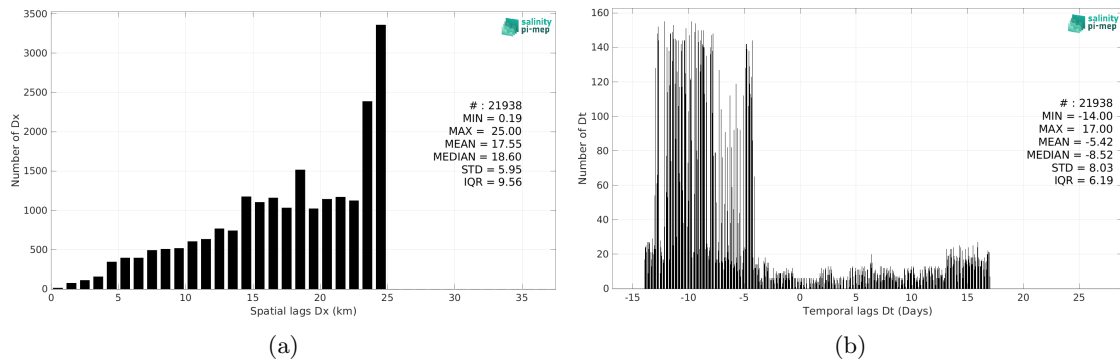 3500
3000
2500
2000
1500
1000
500
0
Number of Dx
salinity
pi-mep
# : 21938
MIN = 0.19
MAX = 25.00
MEAN = 17.55
MEDIAN = 18.60
STD = 5.95
IQR = 9.56
0 5 10 15 20 25 30 35
Spatial lags Dx (km)
(a)
160
140
120
100
80
60
40
20
0
Number of Dt
salinity
pi-mep
# : 21938
MIN = -14.00
MAX = 17.00
MEAN = -5.42
MEDIAN = -8.52
STD = 8.03
IQR = 6.19
-15 -10 -5 0 5 10 15 20 25
Temporal lags Dt (Days)
(b)